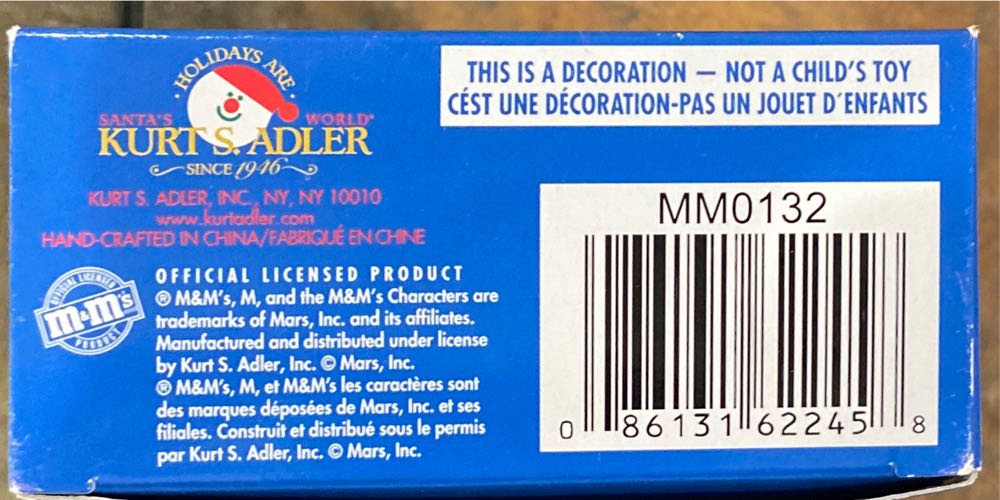 HOLIDAYS ARE
SANTA'S WORLD
KURT S. ADLER
SINCE 1946
KURT S. ADLER, INC., NY, NY 10010
www.kurtadler.com
HAND-CRAFTED IN CHINA/FABRIQUÉ EN CHINE
THIS IS A DECORATION — NOT A CHILD'S TOY
CÉST UNE DÉCORATION-PAS UN JOUET D'ENFANTS
MM0132
0 86131 62245 8
OFFICIAL LICENSED
m&m's
PRODUCT
OFFICIAL LICENSED PRODUCT
® M&M's, M, and the M&M's Characters are
trademarks of Mars, Inc. and its affiliates.
Manufactured and distributed under license
by Kurt S. Adler, Inc. © Mars, Inc.
® M&M's, M, et M&M's les caractères sont
des marques déposées de Mars, Inc. et ses
filiales. Construit et distribué sous le permis
par Kurt S. Adler, Inc. © Mars, Inc.